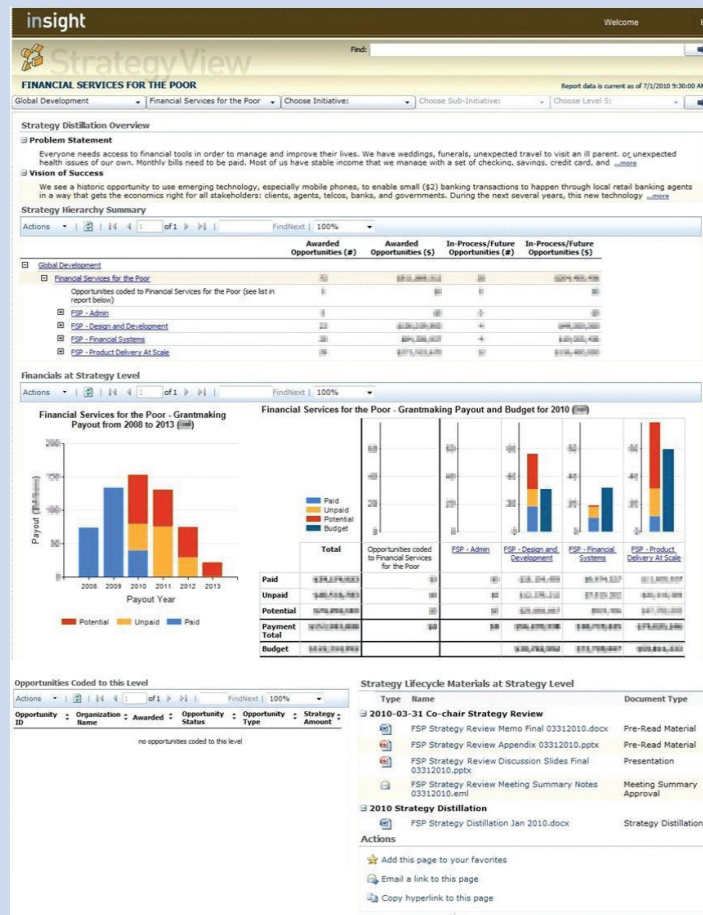 insight
Welcome
StrategyView
Find:
FINANCIAL SERVICES FOR THE POOR
Report data is current as of 7/1/2010 9:30:00 AM
Global Development Financial Services for the Poor Choose Initiative: Choose Sub-Initiative: Choose Level 5:
Strategy Distillation Overview
Problem Statement
Everyone needs access to financial tools in order to manage and improve their lives. We have weddings, funerals, unexpected travel to visit an ill parent, or unexpected
health issues of our own. Monthly bills need to be paid. Most of us have stable income that we manage with a set of checking, savings, credit card, and ...more
Vision of Success
We see a historic opportunity to use emerging technology, especially mobile phones, to enable small ($2) banking transactions to happen through local retail banking agents
in a way that gets the economics right for all stakeholders: clients, agents, telcos, banks, and governments. During the next several years, this new technology ...more
Strategy Hierarchy Summary
Actions 1 of 1 FindNext 100%
Awarded Opportunities (#) Awarded Opportunities ($) In-Process/Future Opportunities (#) In-Process/Future Opportunities ($)
Global Development
Financial Services for the Poor
Opportunities coded to Financial Services for the Poor (see list in
report below)
FSP - Admin
FSP - Design and Development
FSP - Financial Systems
FSP - Product Delivery At Scale
Financials at Strategy Level
Actions 1 of 1 FindNext 100%
Financial Services for the Poor - Grantmaking
Payout from 2008 to 2013
Payout
2008 2009 2010 2011 2012 2013
Payout Year
Potential Unpaid Paid
Financial Services for the Poor - Grantmaking Payout and Budget for 2010
Paid
Unpaid
Potential
Budget
Total Opportunities coded to Financial Services for the Poor FSP - Admin FSP - Design and Development FSP - Financial Systems FSP - Product Delivery At Scale
Paid
Unpaid
Potential
Payment
Total
Budget
Opportunities Coded to this Level
Actions 1 of 1 FindNext 100%
Opportunity ID Organization Name Awarded Opportunity Status Opportunity Type Strategy Amount
no opportunities coded to this level
Strategy Lifecycle Materials at Strategy Level
Type Name Document Type
2010-03-31 Co-chair Strategy Review
FSP Strategy Review Memo Final 03312010.docx Pre-Read Material
FSP Strategy Review Appendix 03312010.pptx Pre-Read Material
FSP Strategy Review Discussion Slides Final
03312010.pptx Presentation
FSP Strategy Review Meeting Summary Notes
03312010.eml Meeting Summary Approval
2010 Strategy Distillation
FSP Strategy Distillation Jan 2010.docx Strategy Distillation
Actions
Add this page to your favorites
Email a link to this page
Copy hyperlink to this page